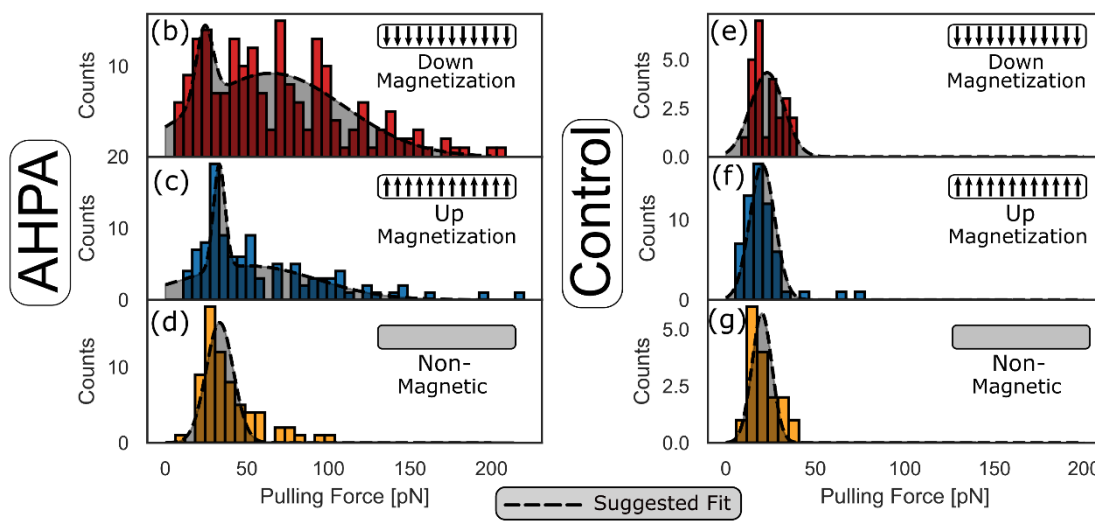 AHPA
(b)
Down
Magnetization
Counts
10
20
(c)
Up
Magnetization
Counts
10
0
(d)
Non-
Magnetic
Counts
10
0
0
50
100
150
200
Pulling Force [pN]
Control
(e)
Down
Magnetization
Counts
5.0
2.5
0.0
(f)
Up
Magnetization
Counts
10
0
(g)
Non-
Magnetic
Counts
5.0
2.5
0.0
0
50
100
150
200
Pulling Force [pN]
Suggested Fit